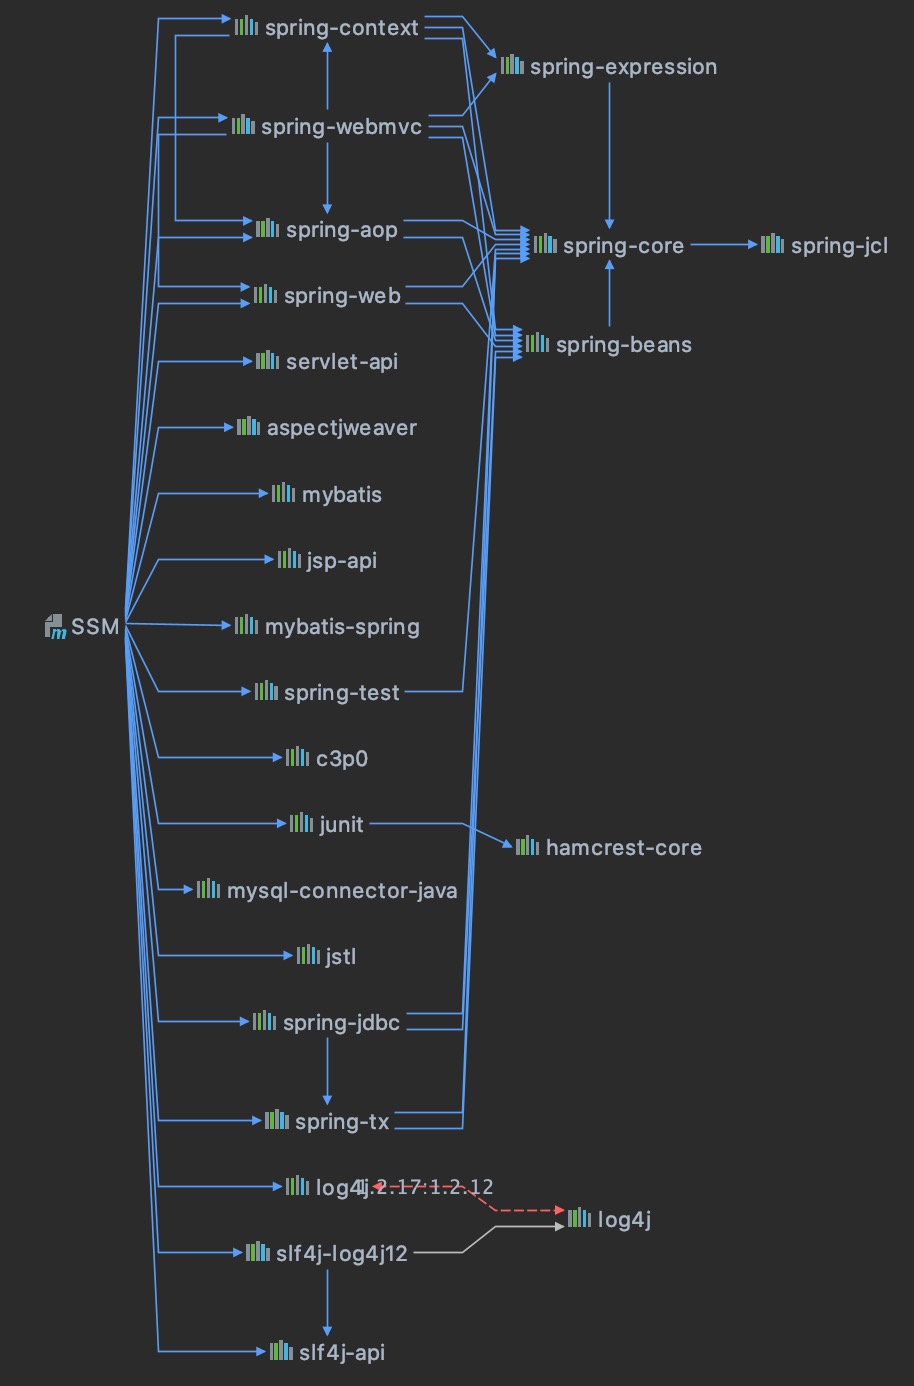 spring-context
spring-expression
spring-webmvc
spring-aop
spring-core
spring-jcl
spring-web
spring-beans
servlet-api
aspectjweaver
mybatis
jsp-api
m SSM
mybatis-spring
spring-test
c3p0
junit
hamcrest-core
mysql-connector-java
jstl
spring-jdbc
spring-tx
log4j
1.2.17:1.2.12
log4j
slf4j-log4j12
slf4j-api